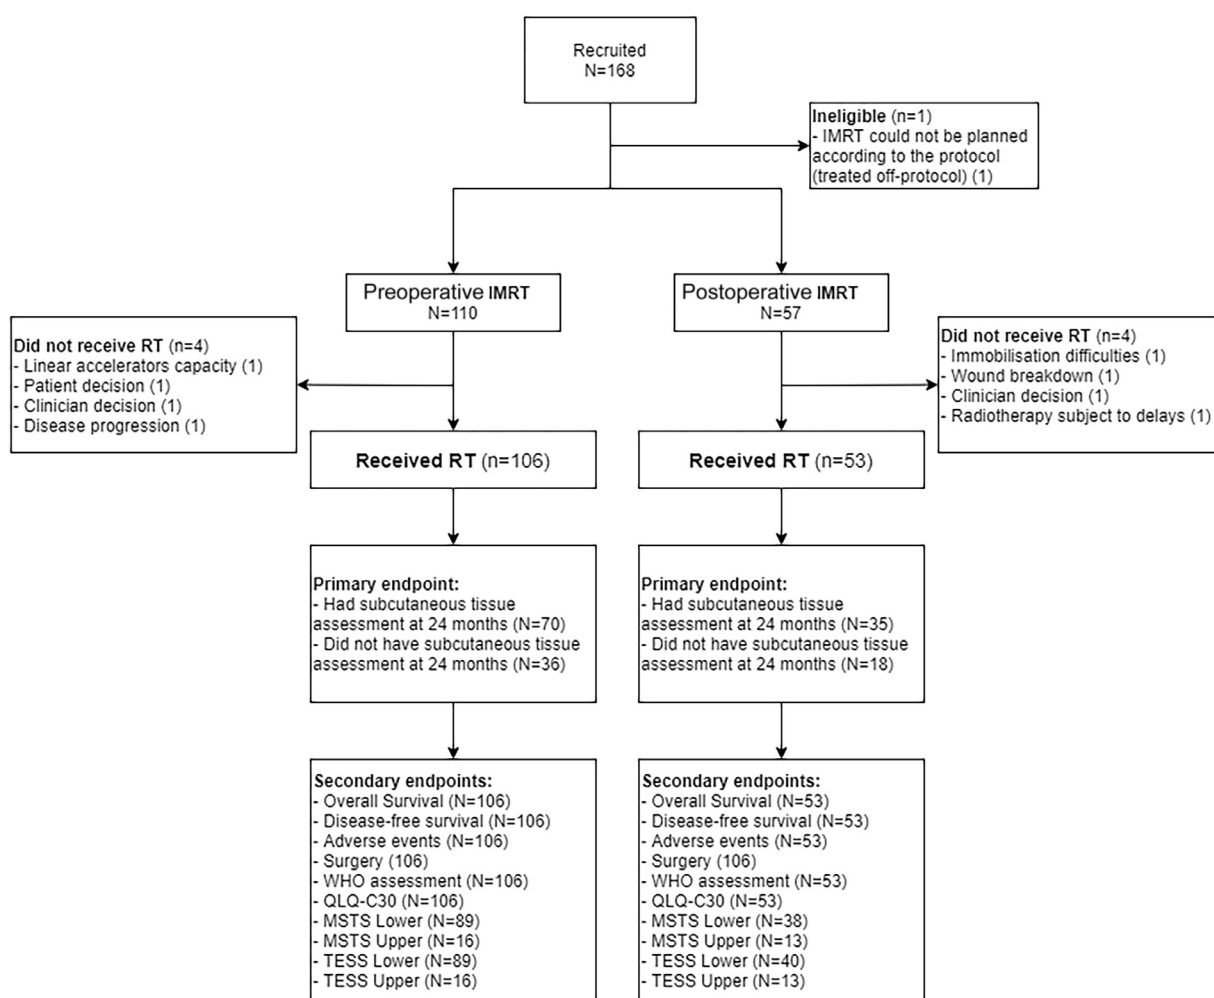 Recruited
N=168
Ineligible (n=1)
- IMRT could not be planned
according to the protocol
(treated off-protocol) (1)
Preoperative IMRT
N=110
Postoperative IMRT
N=57
Did not receive RT (n=4)
- Linear accelerators capacity (1)
- Patient decision (1)
- Clinician decision (1)
- Disease progression (1)
Did not receive RT (n=4)
- Immobilisation difficulties (1)
- Wound breakdown (1)
- Clinician decision (1)
- Radiotherapy subject to delays (1)
Received RT (n=106)
Received RT (n=53)
Primary endpoint:
- Had subcutaneous tissue
assessment at 24 months (N=70)
- Did not have subcutaneous tissue
assessment at 24 months (N=36)
Primary endpoint:
- Had subcutaneous tissue
assessment at 24 months (N=35)
- Did not have subcutaneous tissue
assessment at 24 months (N=18)
Secondary endpoints:
- Overall Survival (N=106)
- Disease-free survival (N=106)
- Adverse events (N=106)
- Surgery (106)
- WHO assessment (N=106)
- QLQ-C30 (N=106)
- MSTS Lower (N=89)
- MSTS Upper (N=16)
- TESS Lower (N=89)
- TESS Upper (N=16)
Secondary endpoints:
- Overall Survival (N=53)
- Disease-free survival (N=53)
- Adverse events (N=53)
- Surgery (106)
- WHO assessment (N=53)
- QLQ-C30 (N=53)
- MSTS Lower (N=38)
- MSTS Upper (N=13)
- TESS Lower (N=40)
- TESS Upper (N=13)